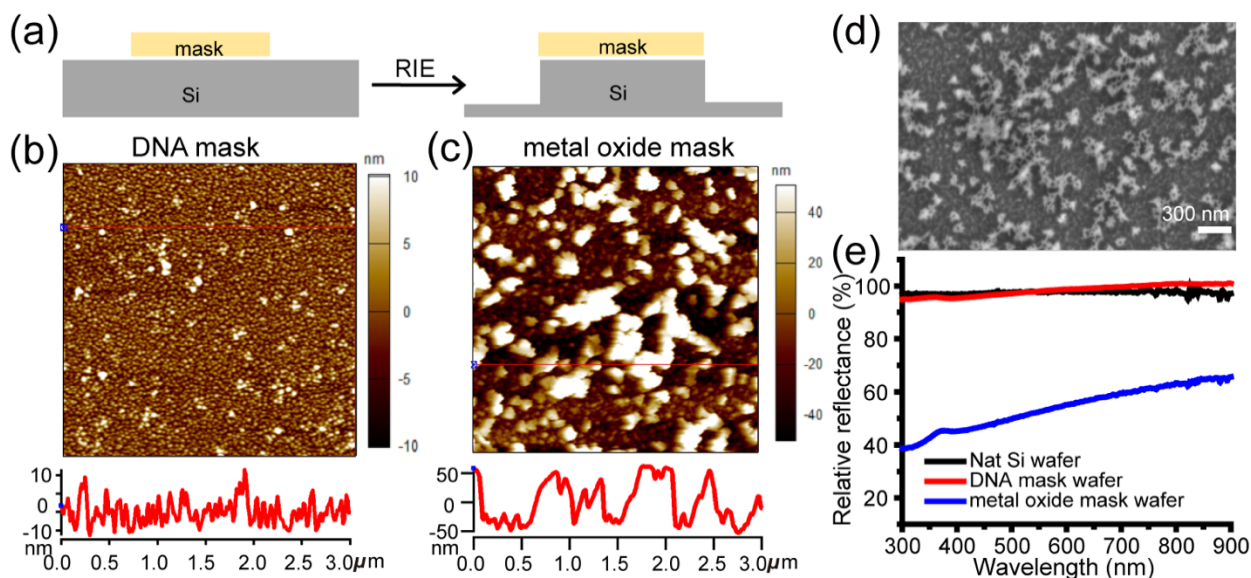 (a)
mask
Si
RIE
mask
Si
(b)
DNA mask
nm
10
5
0
-5
-10
10
0
-10
nm
0.0 0.5 1.0 1.5 2.0 2.5 3.0 μm
(c)
metal oxide mask
nm
40
20
0
-20
-40
50
0
-50
nm
0.0 0.5 1.0 1.5 2.0 2.5 3.0 μm
(d)
300 nm
(e)
Relative reflectance (%)
100
80
60
40
20
Nat Si wafer
DNA mask wafer
metal oxide mask wafer
300 400 500 600 700 800 900
Wavelength (nm)